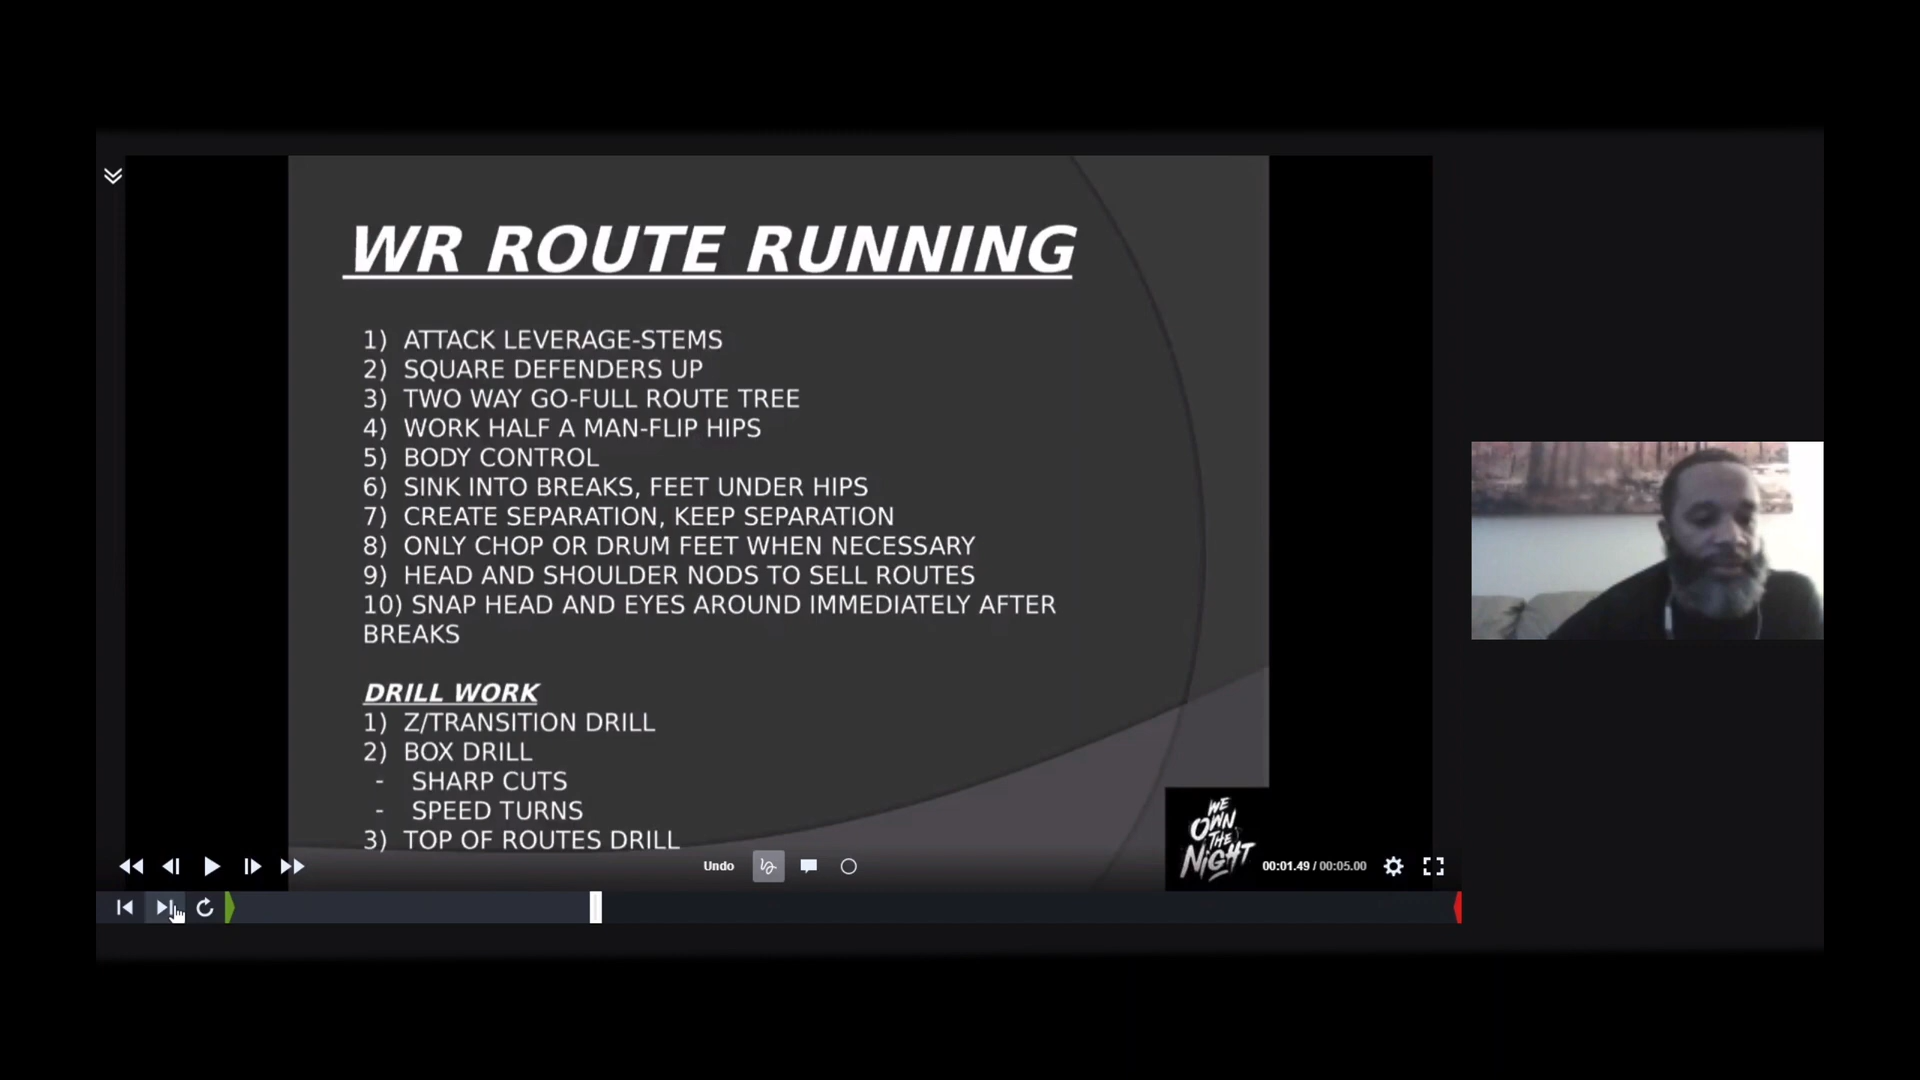 WR ROUTE RUNNING
1) ATTACK LEVERAGE-STEMS
2) SQUARE DEFENDERS UP
3) TWO WAY GO-FULL ROUTE TREE
4) WORK HALF A MAN-FLIP HIPS
5) BODY CONTROL
6) SINK INTO BREAKS, FEET UNDER HIPS
7) CREATE SEPARATION, KEEP SEPARATION
8) ONLY CHOP OR DRUM FEET WHEN NECESSARY
9) HEAD AND SHOULDER NODS TO SELL ROUTES
10) SNAP HEAD AND EYES AROUND IMMEDIATELY AFTER
BREAKS
DRILL WORK
1) Z/TRANSITION DRILL
2) BOX DRILL
- SHARP CUTS
- SPEED TURNS
3) TOP OF ROUTES DRILL
WE
OWN
THE
NiGHT
Undo
00:01.49 / 00:05.00